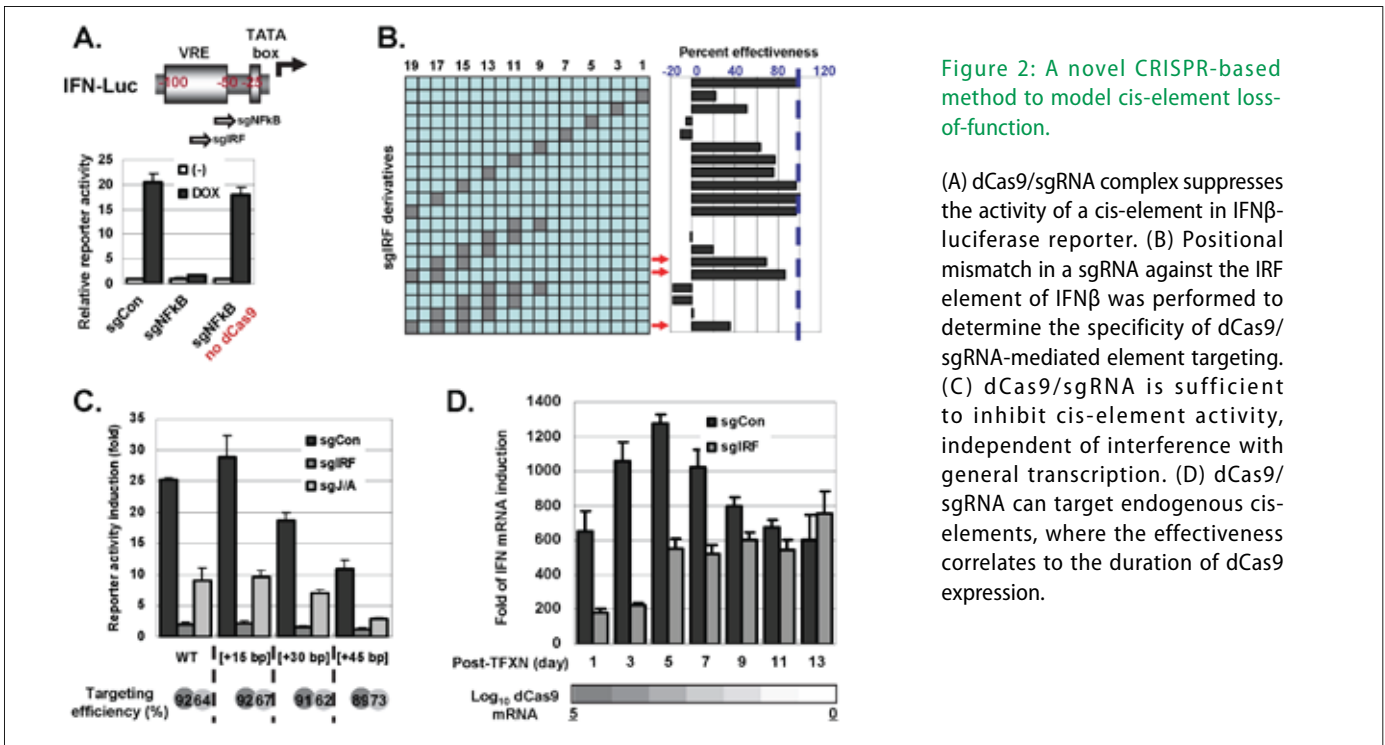 A.
VRE
TATA
box
IFN-Luc
-100
-50
-25
sgNFkB
sgIRF
Relative reporter activity
25
20
15
10
5
0
(-)
DOX
sgCon
sgNFkB
sgNFkB
no dCas9
B.
19 17 15 13 11 9 7 5 3 1
sgIRF derivatives
Percent effectiveness
-20 0 40 80 120
C.
Reporter activity induction (fold)
35
30
25
20
15
10
5
0
sgCon
sgIRF
sgJ/A
WT [+15 bp] [+30 bp] [+45 bp]
Targeting
efficiency (%)
92 64 92 67 91 62 89 73
D.
Fold of IFN mRNA induction
1400
1200
1000
800
600
400
200
0
sgCon
sgIRF
Post-TFXN (day) 1 3 5 7 9 11 13
Log10 dCas9
mRNA
5 0
Figure 2: A novel CRISPR-based
method to model cis-element loss-
of-function.
(A) dCas9/sgRNA complex suppresses
the activity of a cis-element in IFNβ-
luciferase reporter. (B) Positional
mismatch in a sgRNA against the IRF
element of IFNβ was performed to
determine the specificity of dCas9/
sgRNA-mediated element targeting.
(C) dCas9/sgRNA is sufficient
to inhibit cis-element activity,
independent of interference with
general transcription. (D) dCas9/
sgRNA can target endogenous cis-
elements, where the effectiveness
correlates to the duration of dCas9
expression.